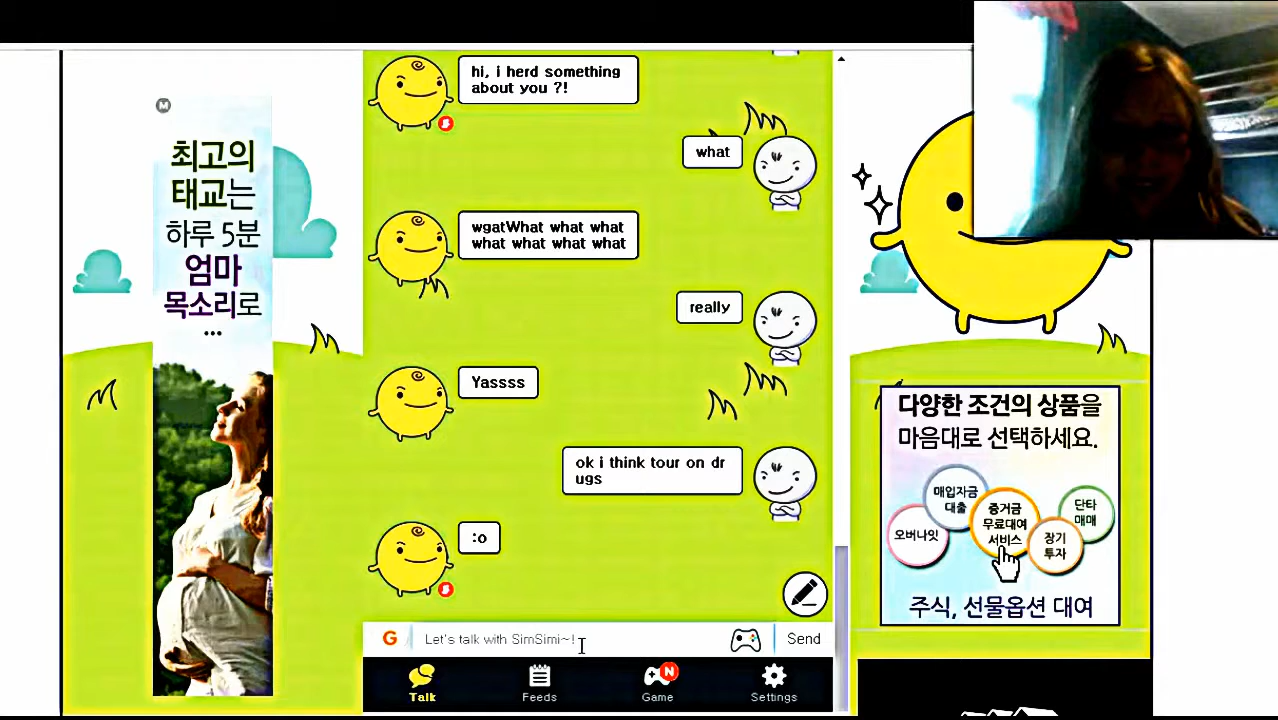 hi, i herd something
about you ?!
what
wgatWhat what what
what what what what
really
Yassss
ok i think tour on dr
ugs
:o
G
Let's talk with SimSimi~!
Send
Talk
Feeds
N
Game
Settings
M
최고의
태교는
하루 5분
엄마
목소리로
...
다양한 조건의 상품을
마음대로 선택하세요.
매입자금
대출
오버나잇
증거금
무료대여
서비스
단타
매매
장기
투자
주식, 선물옵션 대여